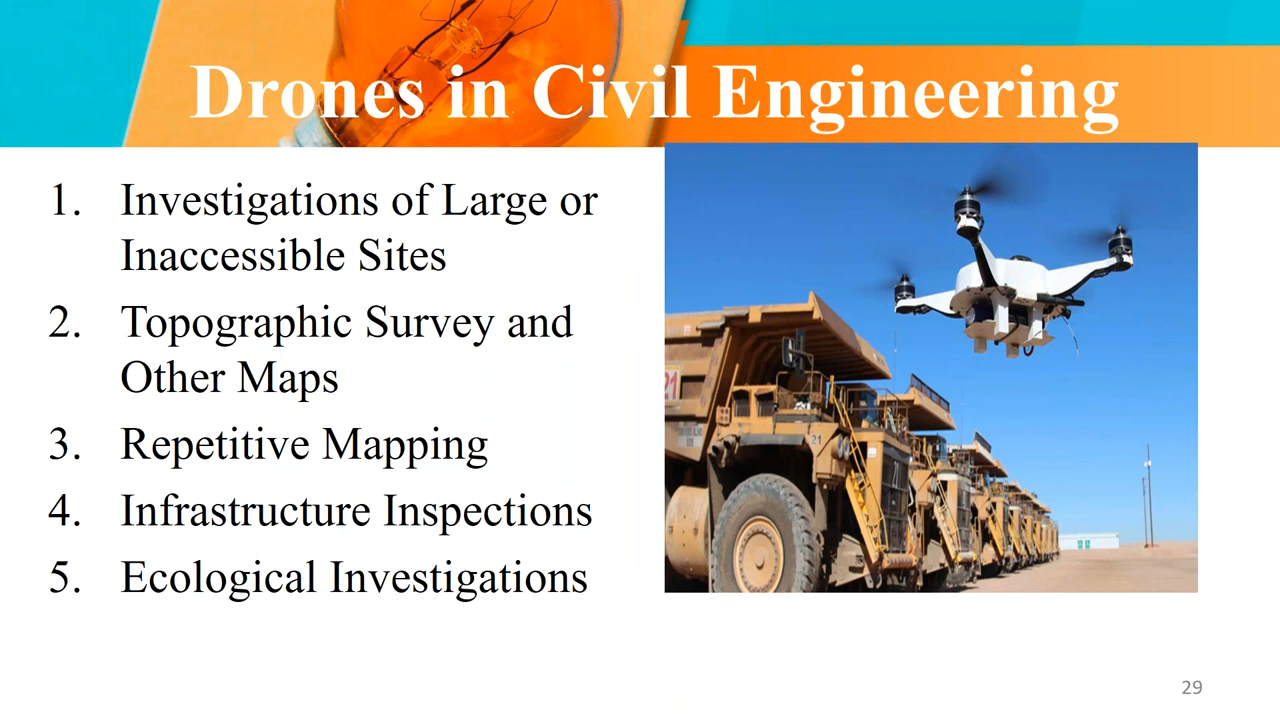 Drones in Civil Engineering
1. Investigations of Large or
Inaccessible Sites
2. Topographic Survey and
Other Maps
3. Repetitive Mapping
4. Infrastructure Inspections
5. Ecological Investigations
21
29